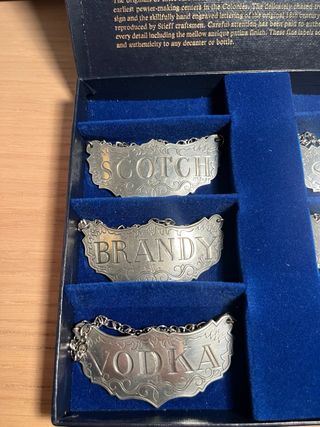 earliest pewter-making centers in the Colonies. The delicately chased
sign and the skillfully hand engraved lettering of the original 18th century
reproduced by Stieff craftsmen. Careful attention has been paid to
every detail including the mellow antique patina finish. These fine labels
and authenticity to any decanter or bottle.
SCOTCH
BRANDY
VODKA